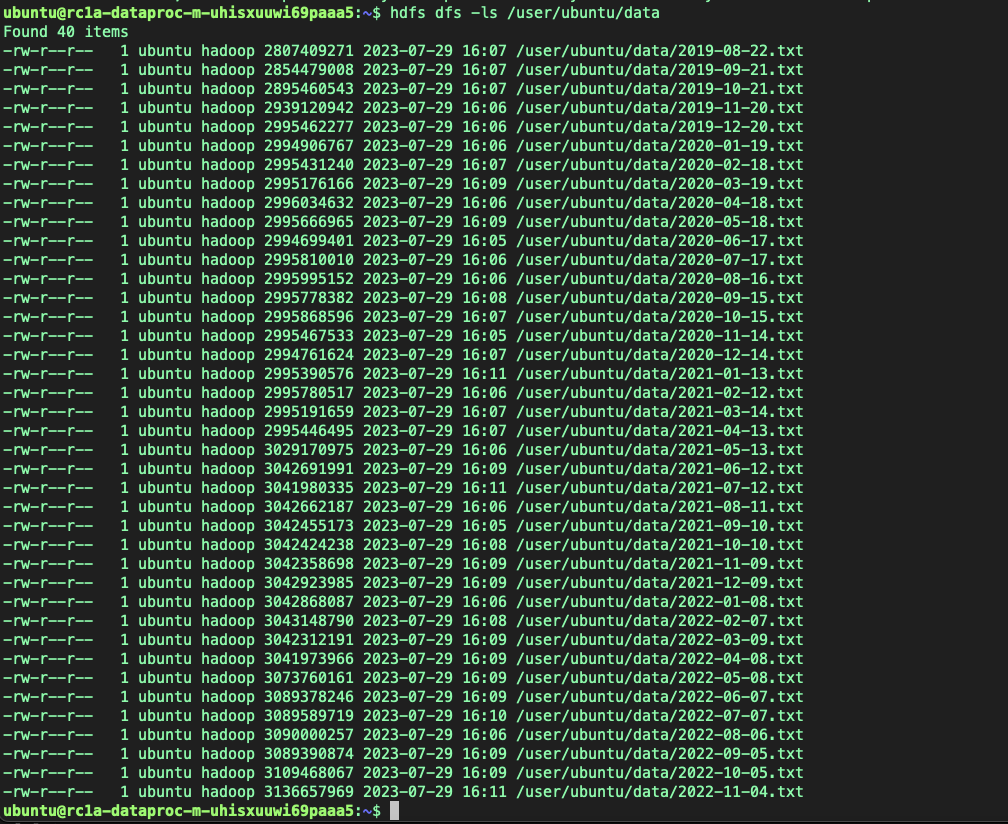 ubuntu@rc1a-dataproc-m-uhisxuuwi69paaa5:~$ hdfs dfs -ls /user/ubuntu/data
Found 40 items
-rw-r--r--   1 ubuntu hadoop 2807409271 2023-07-29 16:07 /user/ubuntu/data/2019-08-22.txt
-rw-r--r--   1 ubuntu hadoop 2854479008 2023-07-29 16:07 /user/ubuntu/data/2019-09-21.txt
-rw-r--r--   1 ubuntu hadoop 2895460543 2023-07-29 16:07 /user/ubuntu/data/2019-10-21.txt
-rw-r--r--   1 ubuntu hadoop 2939120942 2023-07-29 16:06 /user/ubuntu/data/2019-11-20.txt
-rw-r--r--   1 ubuntu hadoop 2995462277 2023-07-29 16:06 /user/ubuntu/data/2019-12-20.txt
-rw-r--r--   1 ubuntu hadoop 2994906767 2023-07-29 16:06 /user/ubuntu/data/2020-01-19.txt
-rw-r--r--   1 ubuntu hadoop 2995431240 2023-07-29 16:07 /user/ubuntu/data/2020-02-18.txt
-rw-r--r--   1 ubuntu hadoop 2995176166 2023-07-29 16:09 /user/ubuntu/data/2020-03-19.txt
-rw-r--r--   1 ubuntu hadoop 2996034632 2023-07-29 16:06 /user/ubuntu/data/2020-04-18.txt
-rw-r--r--   1 ubuntu hadoop 2995666965 2023-07-29 16:09 /user/ubuntu/data/2020-05-18.txt
-rw-r--r--   1 ubuntu hadoop 2994699401 2023-07-29 16:05 /user/ubuntu/data/2020-06-17.txt
-rw-r--r--   1 ubuntu hadoop 2995810010 2023-07-29 16:06 /user/ubuntu/data/2020-07-17.txt
-rw-r--r--   1 ubuntu hadoop 2995995152 2023-07-29 16:06 /user/ubuntu/data/2020-08-16.txt
-rw-r--r--   1 ubuntu hadoop 2995778382 2023-07-29 16:08 /user/ubuntu/data/2020-09-15.txt
-rw-r--r--   1 ubuntu hadoop 2995868596 2023-07-29 16:07 /user/ubuntu/data/2020-10-15.txt
-rw-r--r--   1 ubuntu hadoop 2995467533 2023-07-29 16:05 /user/ubuntu/data/2020-11-14.txt
-rw-r--r--   1 ubuntu hadoop 2994761624 2023-07-29 16:07 /user/ubuntu/data/2020-12-14.txt
-rw-r--r--   1 ubuntu hadoop 2995390576 2023-07-29 16:11 /user/ubuntu/data/2021-01-13.txt
-rw-r--r--   1 ubuntu hadoop 2995780517 2023-07-29 16:06 /user/ubuntu/data/2021-02-12.txt
-rw-r--r--   1 ubuntu hadoop 2995191659 2023-07-29 16:07 /user/ubuntu/data/2021-03-14.txt
-rw-r--r--   1 ubuntu hadoop 2995446495 2023-07-29 16:07 /user/ubuntu/data/2021-04-13.txt
-rw-r--r--   1 ubuntu hadoop 3029170975 2023-07-29 16:06 /user/ubuntu/data/2021-05-13.txt
-rw-r--r--   1 ubuntu hadoop 3042691991 2023-07-29 16:09 /user/ubuntu/data/2021-06-12.txt
-rw-r--r--   1 ubuntu hadoop 3041980335 2023-07-29 16:11 /user/ubuntu/data/2021-07-12.txt
-rw-r--r--   1 ubuntu hadoop 3042662187 2023-07-29 16:06 /user/ubuntu/data/2021-08-11.txt
-rw-r--r--   1 ubuntu hadoop 3042455173 2023-07-29 16:05 /user/ubuntu/data/2021-09-10.txt
-rw-r--r--   1 ubuntu hadoop 3042424238 2023-07-29 16:08 /user/ubuntu/data/2021-10-10.txt
-rw-r--r--   1 ubuntu hadoop 3042358698 2023-07-29 16:09 /user/ubuntu/data/2021-11-09.txt
-rw-r--r--   1 ubuntu hadoop 3042923985 2023-07-29 16:09 /user/ubuntu/data/2021-12-09.txt
-rw-r--r--   1 ubuntu hadoop 3042868087 2023-07-29 16:06 /user/ubuntu/data/2022-01-08.txt
-rw-r--r--   1 ubuntu hadoop 3043148790 2023-07-29 16:08 /user/ubuntu/data/2022-02-07.txt
-rw-r--r--   1 ubuntu hadoop 3042312191 2023-07-29 16:09 /user/ubuntu/data/2022-03-09.txt
-rw-r--r--   1 ubuntu hadoop 3041973966 2023-07-29 16:09 /user/ubuntu/data/2022-04-08.txt
-rw-r--r--   1 ubuntu hadoop 3073760161 2023-07-29 16:09 /user/ubuntu/data/2022-05-08.txt
-rw-r--r--   1 ubuntu hadoop 3089378246 2023-07-29 16:09 /user/ubuntu/data/2022-06-07.txt
-rw-r--r--   1 ubuntu hadoop 3089589719 2023-07-29 16:10 /user/ubuntu/data/2022-07-07.txt
-rw-r--r--   1 ubuntu hadoop 3090000257 2023-07-29 16:06 /user/ubuntu/data/2022-08-06.txt
-rw-r--r--   1 ubuntu hadoop 3089390874 2023-07-29 16:09 /user/ubuntu/data/2022-09-05.txt
-rw-r--r--   1 ubuntu hadoop 3109468067 2023-07-29 16:09 /user/ubuntu/data/2022-10-05.txt
-rw-r--r--   1 ubuntu hadoop 3136657969 2023-07-29 16:11 /user/ubuntu/data/2022-11-04.txt
ubuntu@rc1a-dataproc-m-uhisxuuwi69paaa5:~$